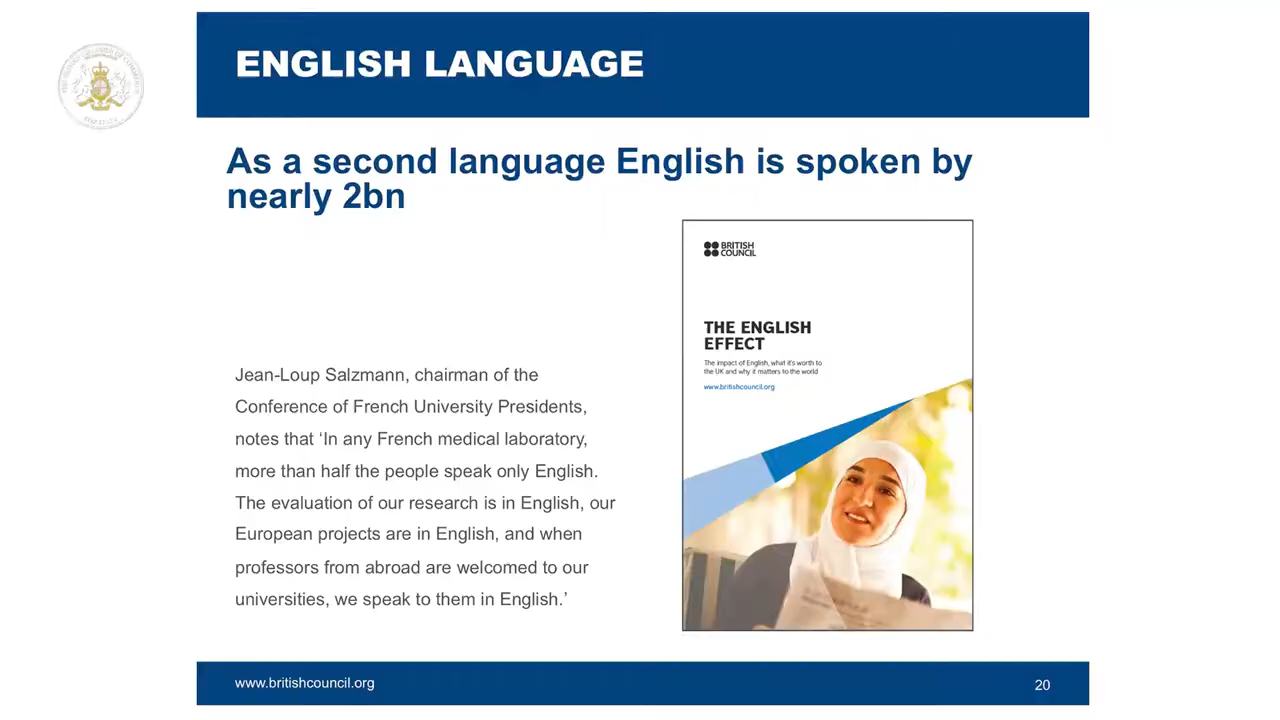 ENGLISH LANGUAGE
As a second language English is spoken by
nearly 2bn
BRITISH
COUNCIL
THE ENGLISH
EFFECT
The impact of English, what it's worth to
the UK and why it matters to the world
www.britishcouncil.org
Jean-Loup Salzmann, chairman of the
Conference of French University Presidents,
notes that ‘In any French medical laboratory,
more than half the people speak only English.
The evaluation of our research is in English, our
European projects are in English, and when
professors from abroad are welcomed to our
universities, we speak to them in English.’
www.britishcouncil.org
20